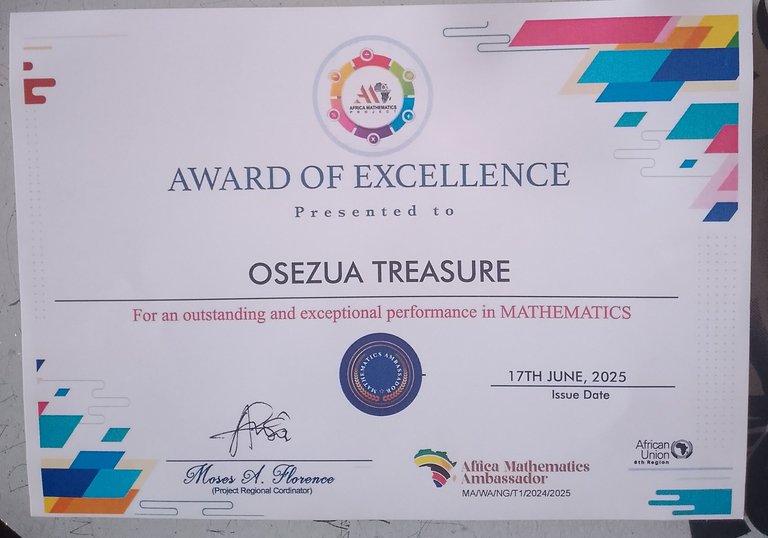 AFRICA MATHEMATICS
PROJECT
AWARD OF EXCELLENCE
Presented to
OSEZUA TREASURE
For an outstanding and exceptional performance in MATHEMATICS
MATHEMATICS AMBASSADOR
17TH JUNE, 2025
Issue Date
Moses A. Florence
(Project Regional Cordinator)
Africa Mathematics
Ambassador
MA/WA/NG/T1/2024/2025
African
Union
6th Region